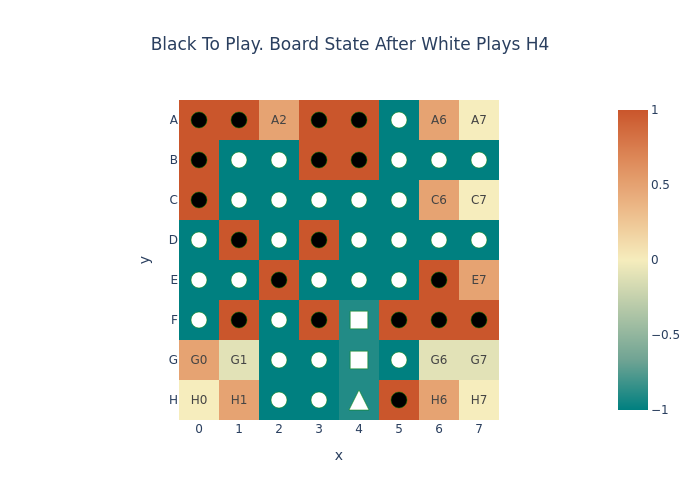 Black To Play. Board State After White Plays H4
A
A2
A6
A7
1
B
C
C6
C7
0.5
D
y
E
E7
0
F
G
G0
G1
G6
G7
−0.5
H
H0
H1
H6
H7
−1
0 1 2 3 4 5 6 7
x